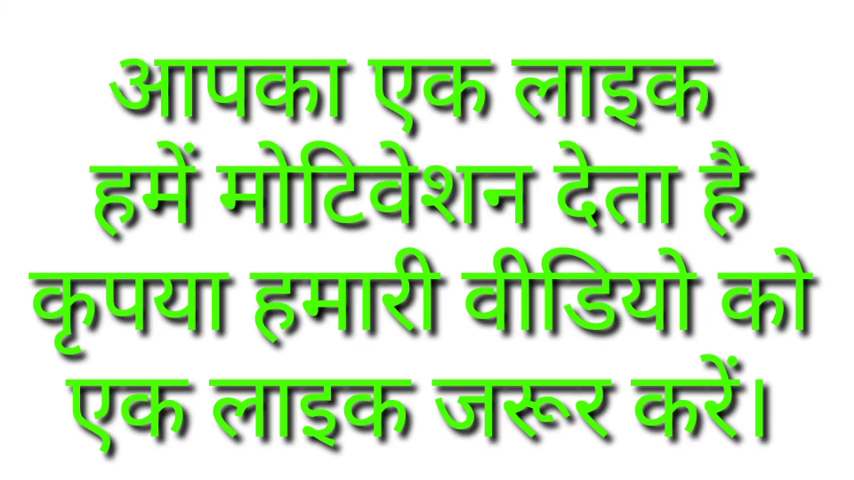 आपका एक लाइक
हमें मोटिवेशन देता है
कृपया हमारी वीडियो को
एक लाइक जरूर करें।